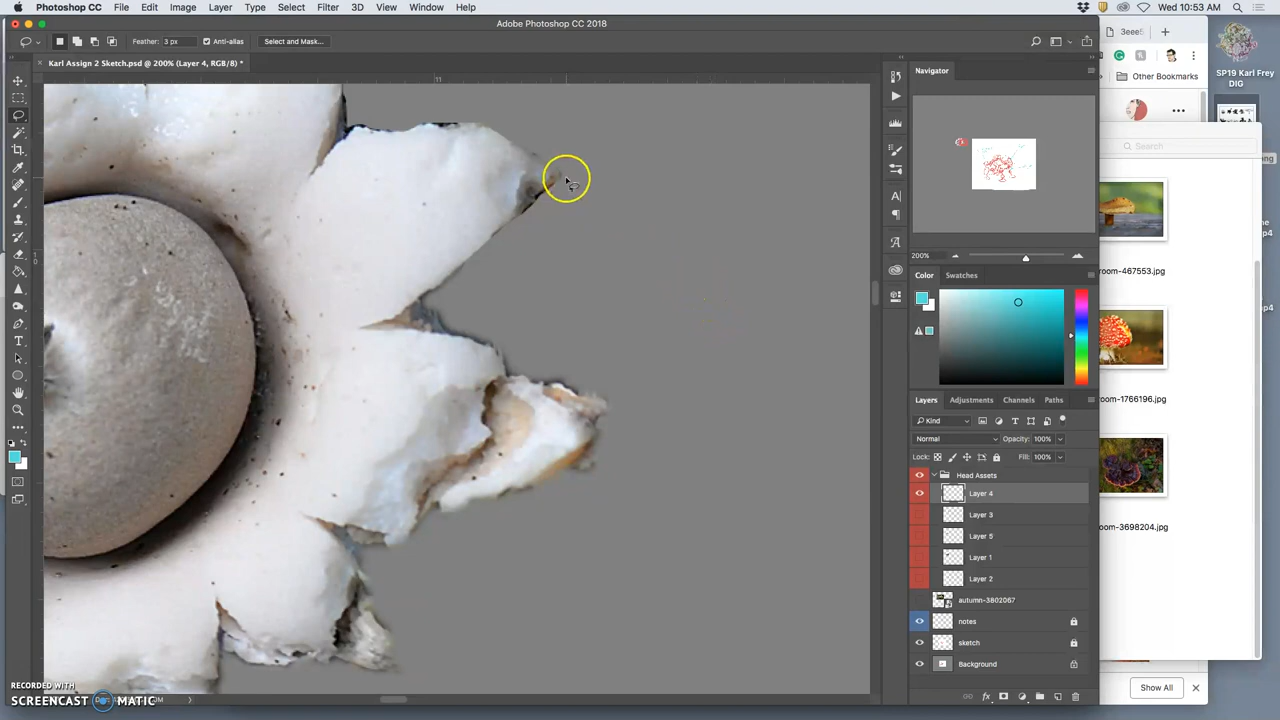 Photoshop CC File Edit Image Layer Type Select Filter 3D View Window Help Wed 10:53 AM
Adobe Photoshop CC 2018
Feather: 3 px Anti-alias Select and Mask...
Karl Assign 2 Sketch.psd @ 200% (Layer 4, RGB/8) *
11
10
Navigator
200%
Color Swatches
Layers Adjustments Channels Paths
Kind
Normal Opacity: 100%
Lock: Fill: 100%
Head Assets
Layer 4
Layer 3
Layer 5
Layer 1
Layer 2
autumn-3802067
notes
sketch
Background
3eee5
Other Bookmarks
Search
room-467553.jpg
room-1766196.jpg
room-3698204.jpg
Show All
SP19 Karl Frey
DIG
RECORDED WITH
SCREENCAST MATIC